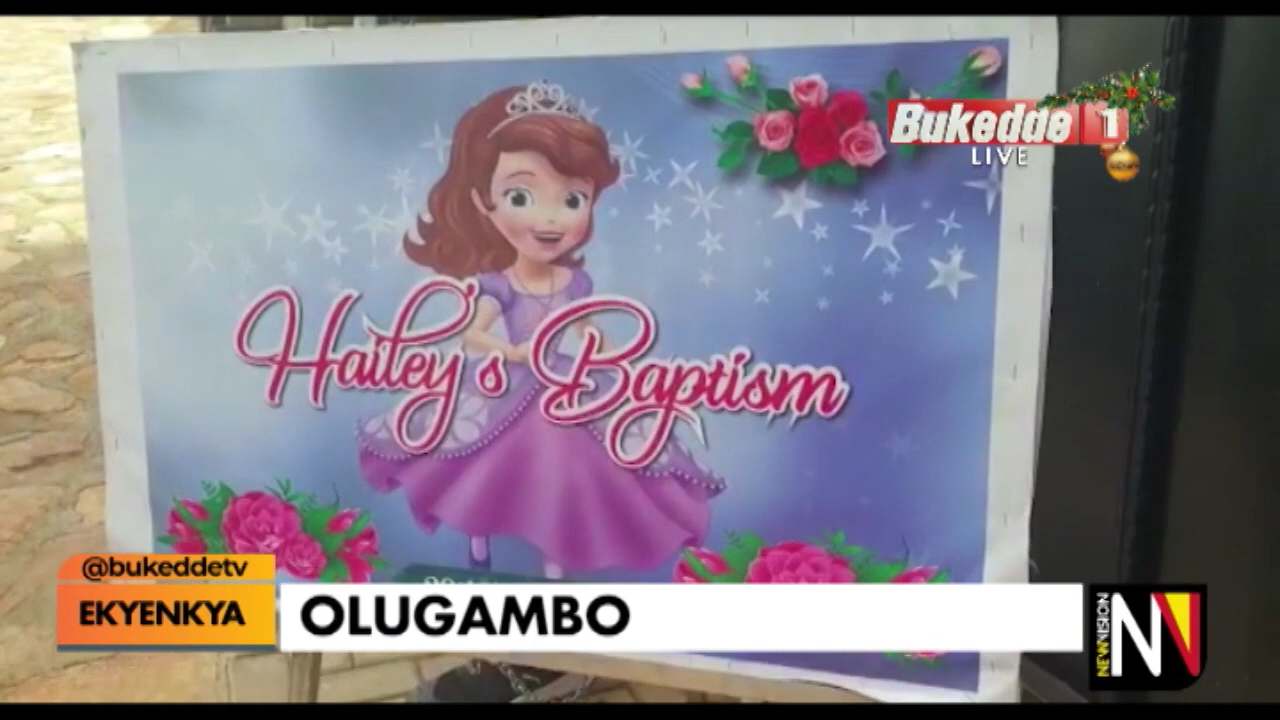 Bukedde 1
LIVE
Hailey's Baptism
@bukeddetv
EKYENKYA
OLUGAMBO
NEW VISION
N